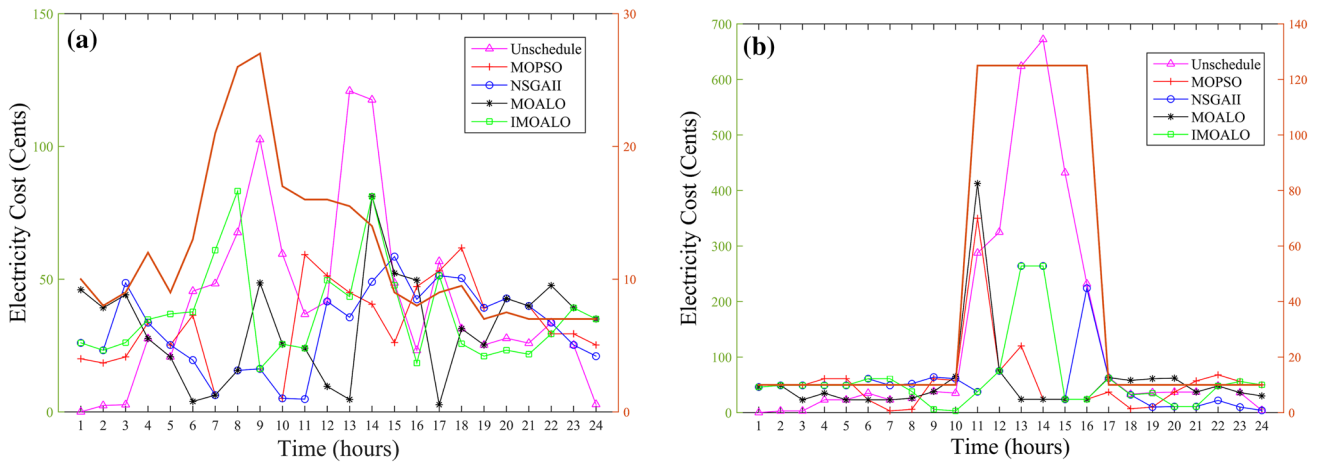 (a)
150
100
50
0
30
20
10
0
Electricity Cost (Cents)
Unschedule
MOPSO
NSGAII
MOALO
IMOALO
1 2 3 4 5 6 7 8 9 10 11 12 13 14 15 16 17 18 19 20 21 22 23 24
Time (hours)
(b)
700
600
500
400
300
200
100
0
140
120
100
80
60
40
20
0
Electricity Cost (Cents)
Unschedule
MOPSO
NSGAII
MOALO
IMOALO
1 2 3 4 5 6 7 8 9 10 11 12 13 14 15 16 17 18 19 20 21 22 23 24
Time (hours)